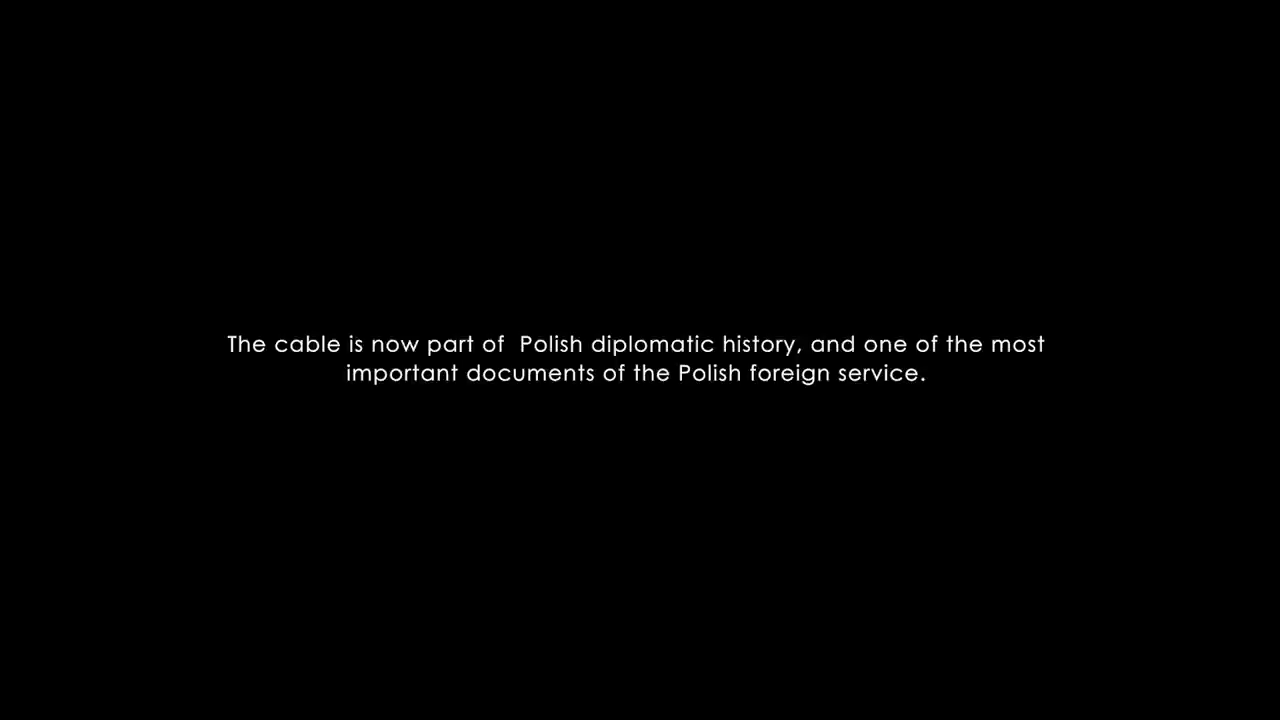 The cable is now part of  Polish diplomatic history, and one of the most
important documents of the Polish foreign service.